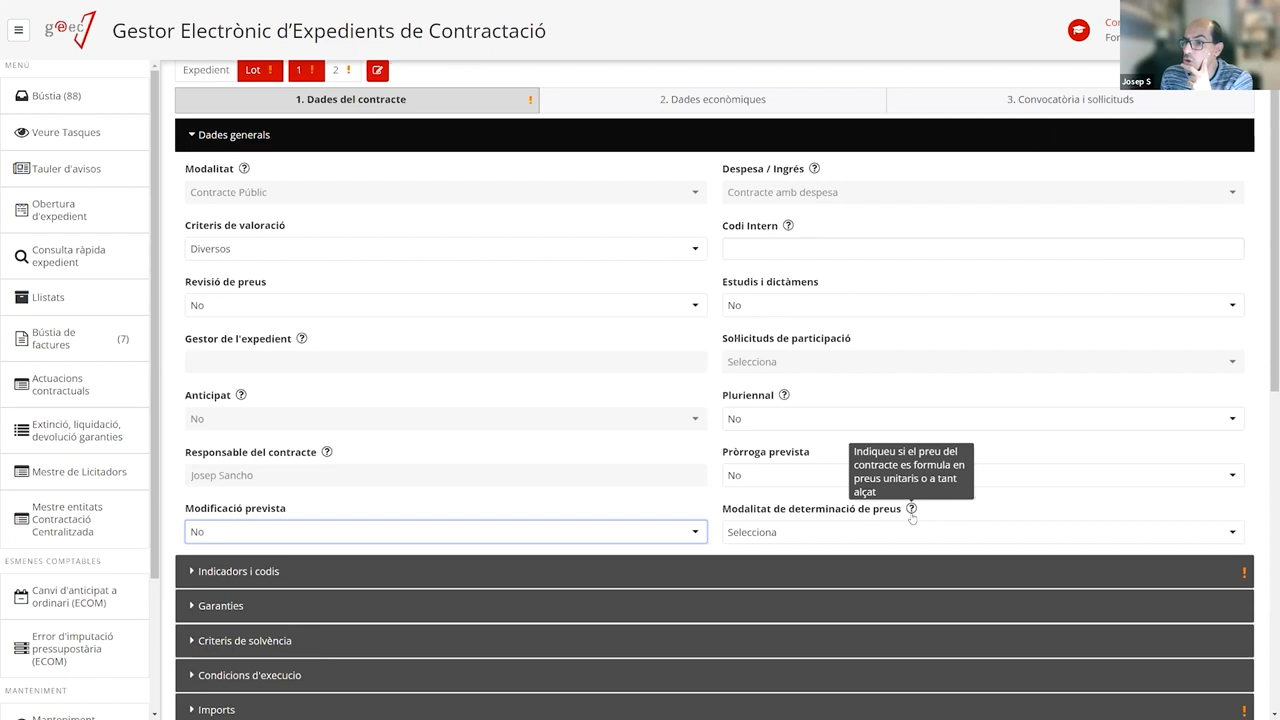 geec
Gestor Electrònic d'Expedients de Contractació
Josep S
MENÚ
Bústia (88)
Veure Tasques
Tauler d'avisos
Obertura
d'expedient
Consulta ràpida
expedient
Llistats
Bústia de
factures
(7)
Actuacions
contractuals
Extinció, liquidació,
devolució garanties
Mestre de Licitadors
Mestre entitats
Contractació
Centralitzada
ESMENES COMPTABLES
Canvi d'anticipat a
ordinari (ECOM)
Error d'imputació
pressupostària
(ECOM)
MANTENIMENT
Manteniment
Expedient
Lot !
1 !
2 !
1. Dades del contracte !
2. Dades econòmiques
3. Convocatòria i sol·licituds
Dades generals
Modalitat ?
Contracte Públic
Despesa / Ingrés ?
Contracte amb despesa
Criteris de valoració
Diversos
Codi Intern ?
Revisió de preus
No
Estudis i dictàmens
No
Gestor de l'expedient ?
Sol·licituds de participació
Selecciona
Anticipat ?
No
Pluriennal ?
No
Responsable del contracte ?
Josep Sancho
Pròrroga prevista
No
Indiqueu si el preu del
contracte es formula en
preus unitaris o a tant
alçat
Modificació prevista
No
Modalitat de determinació de preus ?
Selecciona
Indicadors i codis !
Garanties
Criteris de solvència
Condicions d'execucio
Imports !